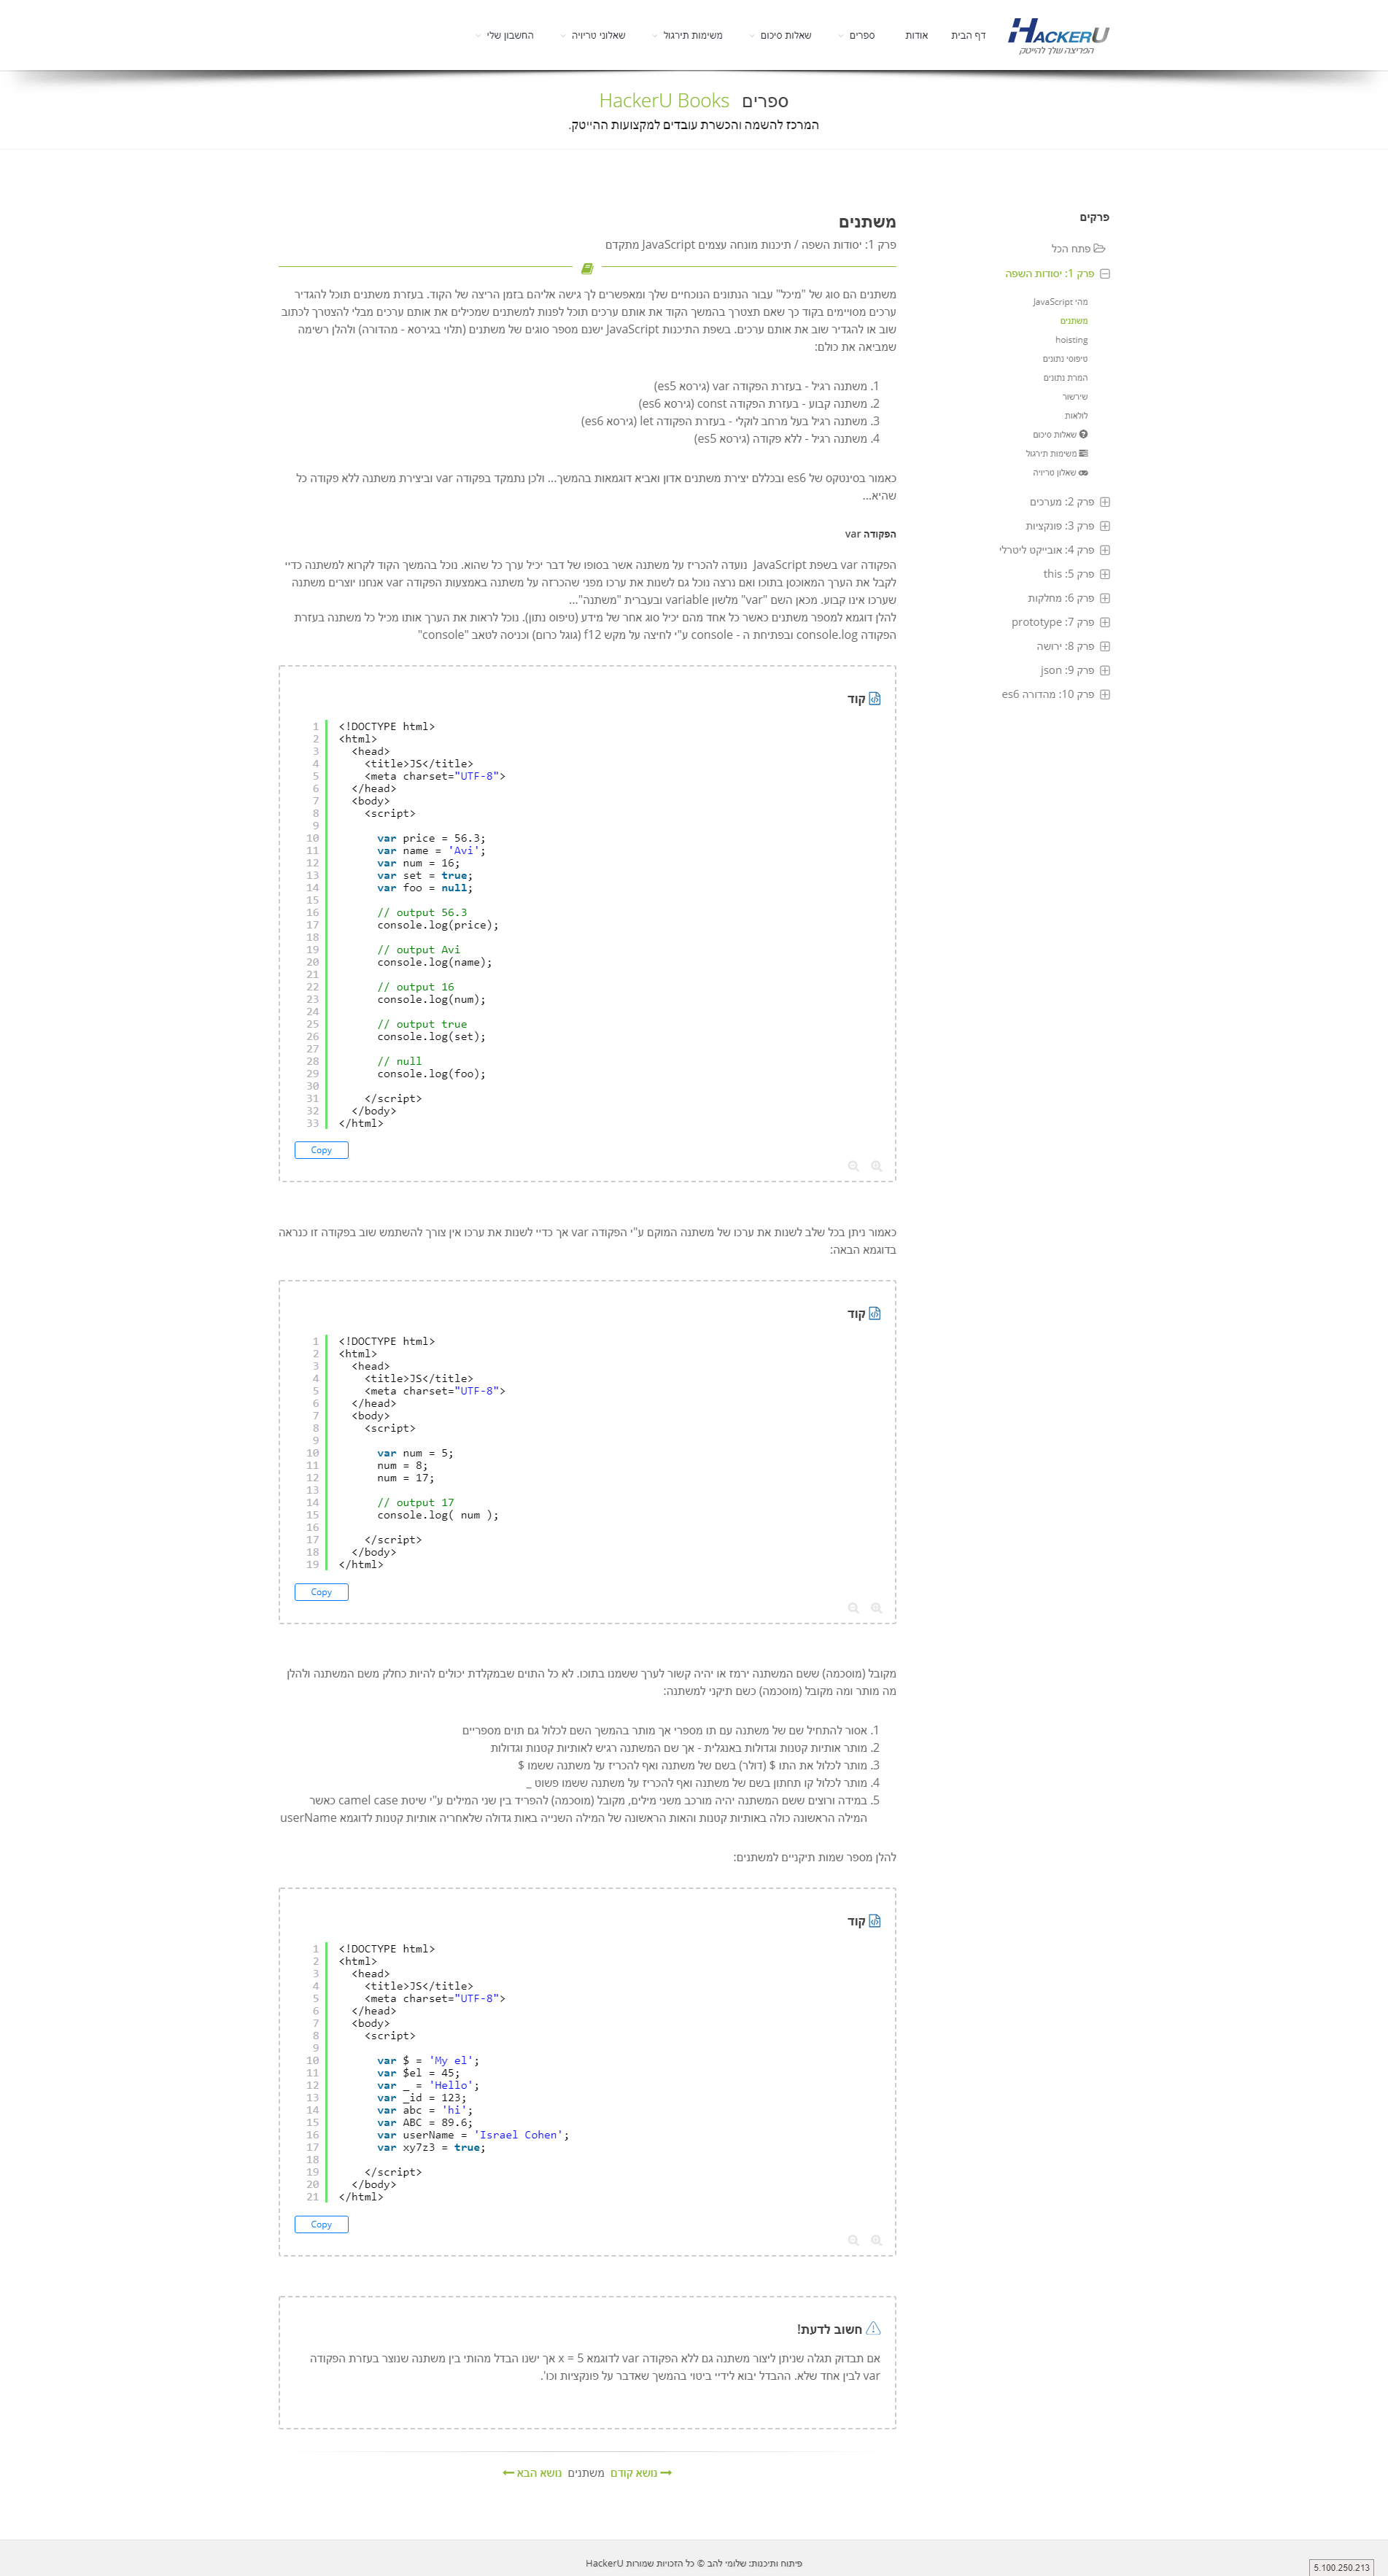 HACKERU
הפריצה שלך להייטק
דף הבית
אודות
ספרים
שאלות סיכום
משימות תירגול
שאלוני טריויה
החשבון שלי
ספרים HackerU Books
המרכז להשמה והכשרת עובדים למקצועות ההייטק.
פרקים
פתח הכל
פרק 1: יסודות השפה
מהי JavaScript
משתנים
hoisting
טיפוסי נתונים
המרת נתונים
שירשור
לולאות
שאלות סיכום
משימות תירגול
שאלון טריויה
פרק 2: מערכים
פרק 3: פונקציות
פרק 4: אובייקט ליטרלי
פרק 5: this
פרק 6: מחלקות
פרק 7: prototype
פרק 8: ירושה
פרק 9: json
פרק 10: מהדורה es6
משתנים
פרק 1: יסודות השפה / תיכנות מונחה עצמים JavaScript מתקדם
משתנים הם סוג של "מיכל" עבור הנתונים הנוכחיים שלך ומאפשרים לך גישה אליהם בזמן הריצה של הקוד. בעזרת משתנים תוכל להגדיר
ערכים מסויימים בקוד כך שאם תצטרך בהמשך הקוד את אותם ערכים תוכל לפנות למשתנים שמכילים את אותם ערכים מבלי להצטרך לכתוב
שוב או להגדיר שוב את אותם ערכים. בשפת התיכנות JavaScript ישנם מספר סוגים של משתנים (תלוי בגירסא - מהדורה) ולהלן רשימה
שמביאה את כולם:
1. משתנה רגיל - בעזרת הפקודה var (גירסא es5)
2. משתנה קבוע - בעזרת הפקודה const (גירסא es6)
3. משתנה רגיל בעל מרחב לוקלי - בעזרת הפקודה let (גירסא es6)
4. משתנה רגיל - ללא פקודה (גירסא es5)
כאמור בסינטקס של es6 ובכללם יצירת משתנים אדון ואביא דוגמאות בהמשך... ולכן נתמקד בפקודה var וביצירת משתנה ללא פקודה כל
שהיא...
הפקודה var
הפקודה var בשפת JavaScript נועדה להכריז על משתנה אשר בסופו של דבר יכיל ערך כל שהוא. נוכל בהמשך הקוד לקרוא למשתנה כדיי
לקבל את הערך המאוכסן בתוכו ואם נרצה נוכל גם לשנות את ערכו מפני שהכרזה על משתנה באמצעות הפקודה var אנחנו יוצרים משתנה
שערכו אינו קבוע. מכאן השם "var" מלשון variable ובעברית "משתנה"...
להלן דוגמא למספר משתנים כאשר כל אחד מהם יכיל סוג אחר של מידע (טיפוס נתון). נוכל לראות את הערך אותו מכיל כל משתנה בעזרת
הפקודה console.log ובפתיחת ה - console ע"י לחיצה על מקש f12 (גוגל כרום) וכניסה לטאב "console"
קוד
1 <!DOCTYPE html>
2 <html>
3 <head>
4 <title>JS</title>
5 <meta charset="UTF-8">
6 </head>
7 <body>
8 <script>
9
10 var price = 56.3;
11 var name = 'Avi';
12 var num = 16;
13 var set = true;
14 var foo = null;
15
16 // output 56.3
17 console.log(price);
18
19 // output Avi
20 console.log(name);
21
22 // output 16
23 console.log(num);
24
25 // output true
26 console.log(set);
27
28 // null
29 console.log(foo);
30
31 </script>
32 </body>
33 </html>
Copy
כאמור ניתן בכל שלב לשנות את ערכו של משתנה המוקם ע"י הפקודה var אך כדיי לשנות את ערכו אין צורך להשתמש שוב בפקודה זו כנראה
בדוגמא הבאה:
קוד
1 <!DOCTYPE html>
2 <html>
3 <head>
4 <title>JS</title>
5 <meta charset="UTF-8">
6 </head>
7 <body>
8 <script>
9
10 var num = 5;
11 num = 8;
12 num = 17;
13
14 // output 17
15 console.log( num );
16
17 </script>
18 </body>
19 </html>
Copy
מקובל (מוסכמה) ששם המשתנה ירמז או יהיה קשור לערך ששמנו בתוכו. לא כל התוים שבמקלדת יכולים להיות כחלק משם המשתנה ולהלן
מה מותר ומה מקובל (מוסכמה) כשם תיקני למשתנה:
1. אסור להתחיל שם של משתנה עם תו מספרי אך מותר בהמשך השם לכלול גם תוים מספריים
2. מותר אותיות קטנות וגדולות באנגלית - אך שם המשתנה רגיש לאותיות קטנות וגדולות
3. מותר לכלול את התו $ (דולר) בשם של משתנה ואף להכריז על משתנה ששמו $
4. מותר לכלול קו תחתון בשם של משתנה ואף להכריז על משתנה ששמו פשוט _
5. במידה ורוצים ששם המשתנה יהיה מורכב משני מילים, מקובל (מוסכמה) להפריד בין שני המילים ע"י שיטת camel case כאשר
המילה הראשונה כולה באותיות קטנות והאות הראשונה של המילה השנייה באות גדולה שלאחריה אותיות קטנות לדוגמא userName
להלן מספר שמות תיקניים למשתנים:
קוד
1 <!DOCTYPE html>
2 <html>
3 <head>
4 <title>JS</title>
5 <meta charset="UTF-8">
6 </head>
7 <body>
8 <script>
9
10 var $ = 'My el';
11 var $el = 45;
12 var _ = 'Hello';
13 var _id = 123;
14 var abc = 'hi';
15 var ABC = 89.6;
16 var userName = 'Israel Cohen';
17 var xy7z3 = true;
18
19 </script>
20 </body>
21 </html>
Copy
חשוב לדעת!
אם תבדוק תגלה שניתן ליצור משתנה גם ללא הפקודה var לדוגמא x = 5 אך ישנו הבדל מהותי בין משתנה שנוצר בעזרת הפקודה
var לבין אחד שלא. ההבדל יבוא לידיי ביטוי בהמשך שאדבר על פונקציות וכו'.
נושא קודם משתנים נושא הבא
פיתוח ותיכנות: שלומי להב © כל הזכויות שמורות HackerU
5.100.250.213